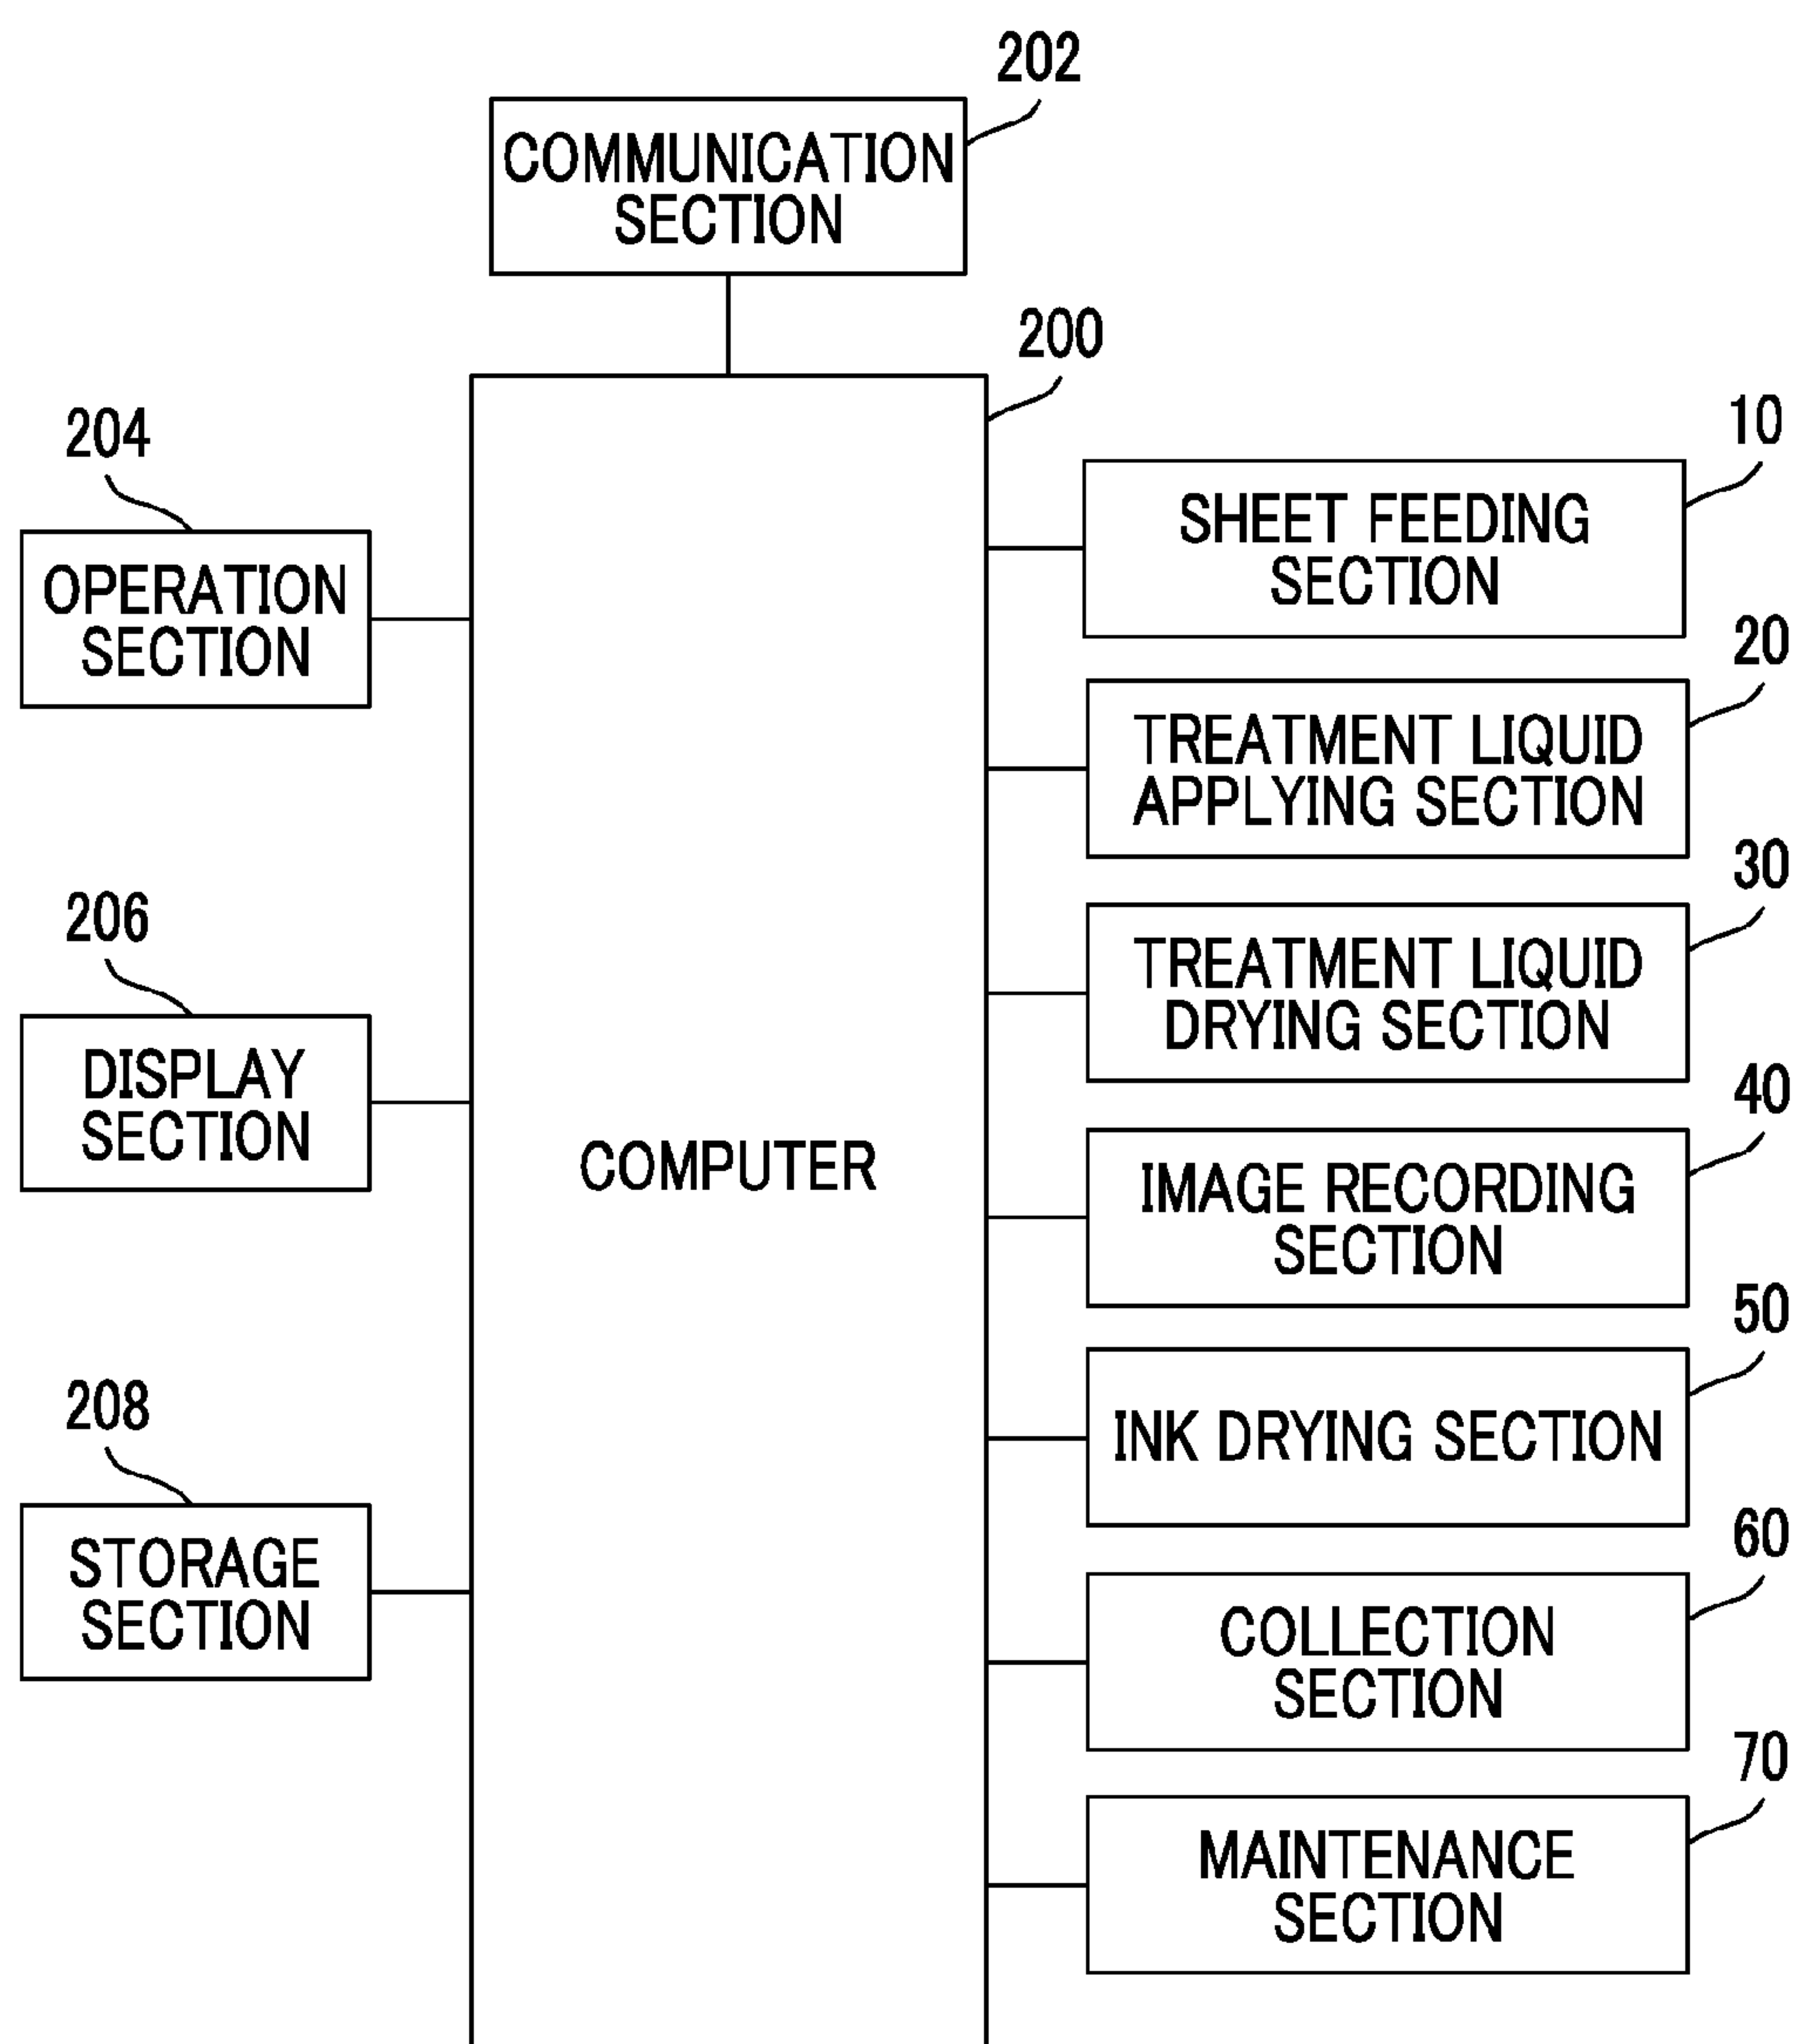 202
COMMUNICATION
SECTION
200
204
OPERATION
SECTION
206
DISPLAY
SECTION
208
STORAGE
SECTION
COMPUTER
10
SHEET FEEDING
SECTION
20
TREATMENT LIQUID
APPLYING SECTION
30
TREATMENT LIQUID
DRYING SECTION
40
IMAGE RECORDING
SECTION
50
INK DRYING SECTION
60
COLLECTION
SECTION
70
MAINTENANCE
SECTION